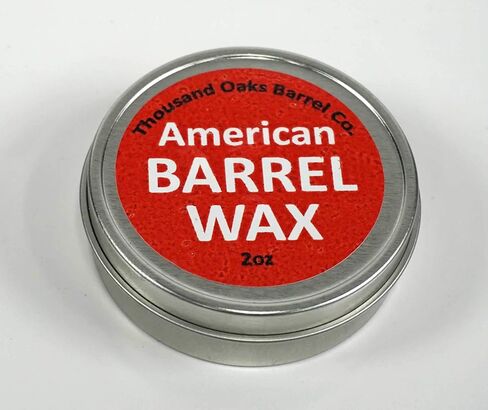 Thousand Oaks Barrel Co.
American
BARREL
WAX
2oz